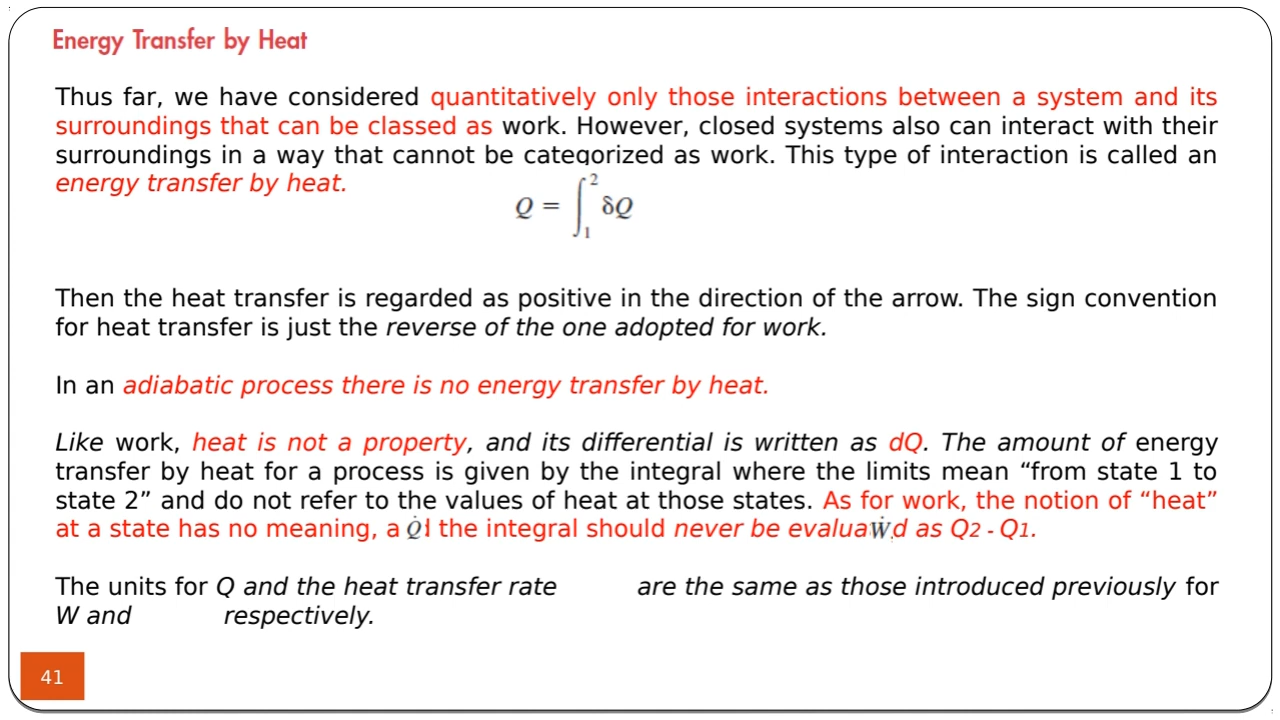 Energy Transfer by Heat
Thus far, we have considered quantitatively only those interactions between a system and its
surroundings that can be classed as work. However, closed systems also can interact with their
surroundings in a way that cannot be categorized as work. This type of interaction is called an
energy transfer by heat.
Q = ∫₁² δQ
Then the heat transfer is regarded as positive in the direction of the arrow. The sign convention
for heat transfer is just the reverse of the one adopted for work.
In an adiabatic process there is no energy transfer by heat.
Like work, heat is not a property, and its differential is written as dQ. The amount of energy
transfer by heat for a process is given by the integral where the limits mean “from state 1 to
state 2” and do not refer to the values of heat at those states. As for work, the notion of “heat”
at a state has no meaning, a Q̇ the integral should never be evalua Ẇ d as Q2 - Q1.
The units for Q and the heat transfer rate are the same as those introduced previously for
W and respectively.
41